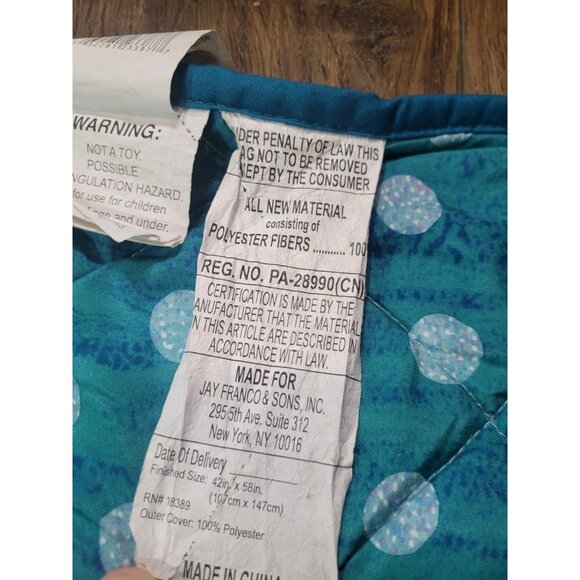 WARNING:
NOT A TOY.
POSSIBLE
NGULATION HAZARD.
for use for children
and under.
DER PENALTY OF LAW THIS
AG NOT TO BE REMOVED
EPT BY THE CONSUMER
ALL NEW MATERIAL
consisting of
POLYESTER FIBERS ........... 100
REG. NO. PA-28990(CN)
CERTIFICATION IS MADE BY THE
ANUFACTURER THAT THE MATERIAL
N THIS ARTICLE ARE DESCRIBED IN
ACCORDANCE WITH LAW.
MADE FOR
JAY FRANCO & SONS, INC.
295 5th Ave. Suite 312
New York, NY 10016
Date Of Delivery
Finished Size: 42in. x 58in.
(107cm x 147cm)
RN# 18389
Outer Cover: 100% Polyester
MADE IN CHINA